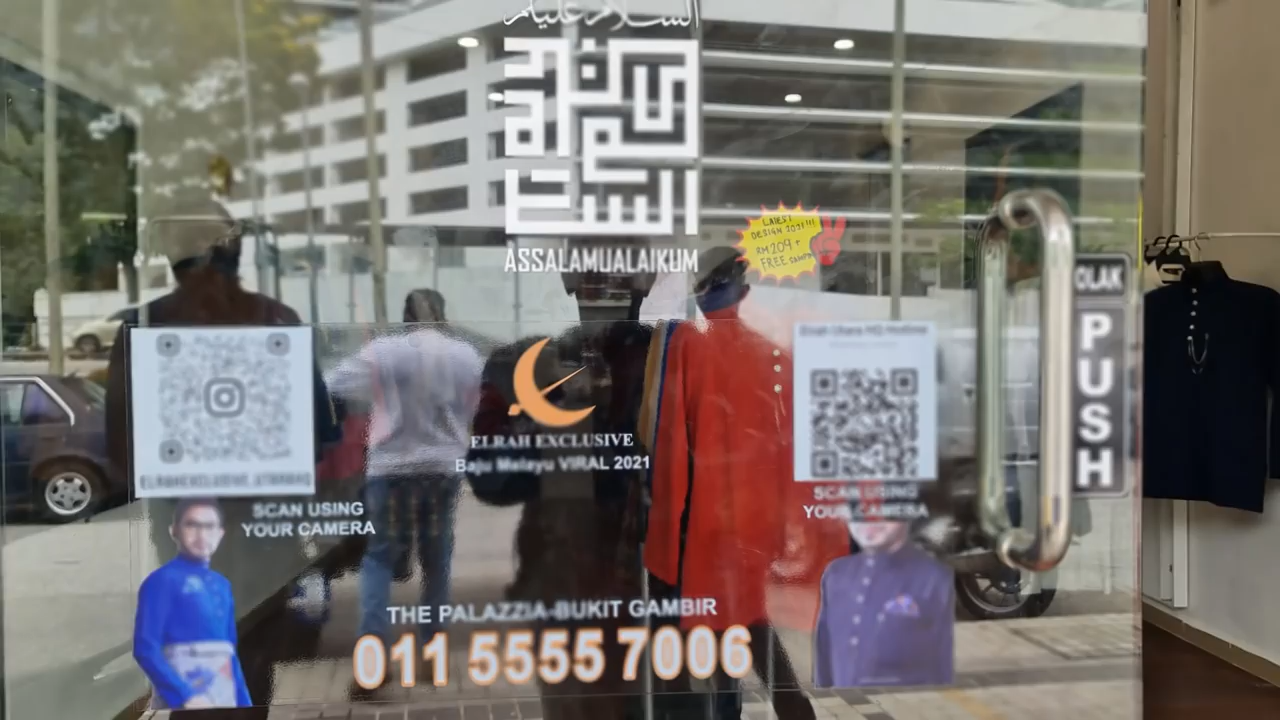 السلام عليكم
ASSALAMUALAIKUM
LATEST
DESIGN 2021!!!
RM209 +
FREE
TOLAK
PUSH
ELRAH EXCLUSIVE
Baju Melayu VIRAL 2021
SCAN USING
YOUR CAMERA
SCAN USING
YOUR CAMERA
THE PALAZZIA-BUKIT GAMBIR
011 5555 7006